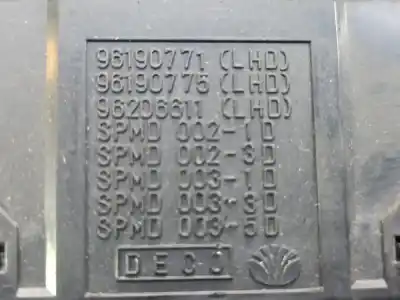 96190771 (LHD)
96190775 (LHD)
96206611 (LHD)
SPMD 002-1D
SPMD 002-3D
SPMD 003-1D
SPMD 003-3D
SPMD 003-5D